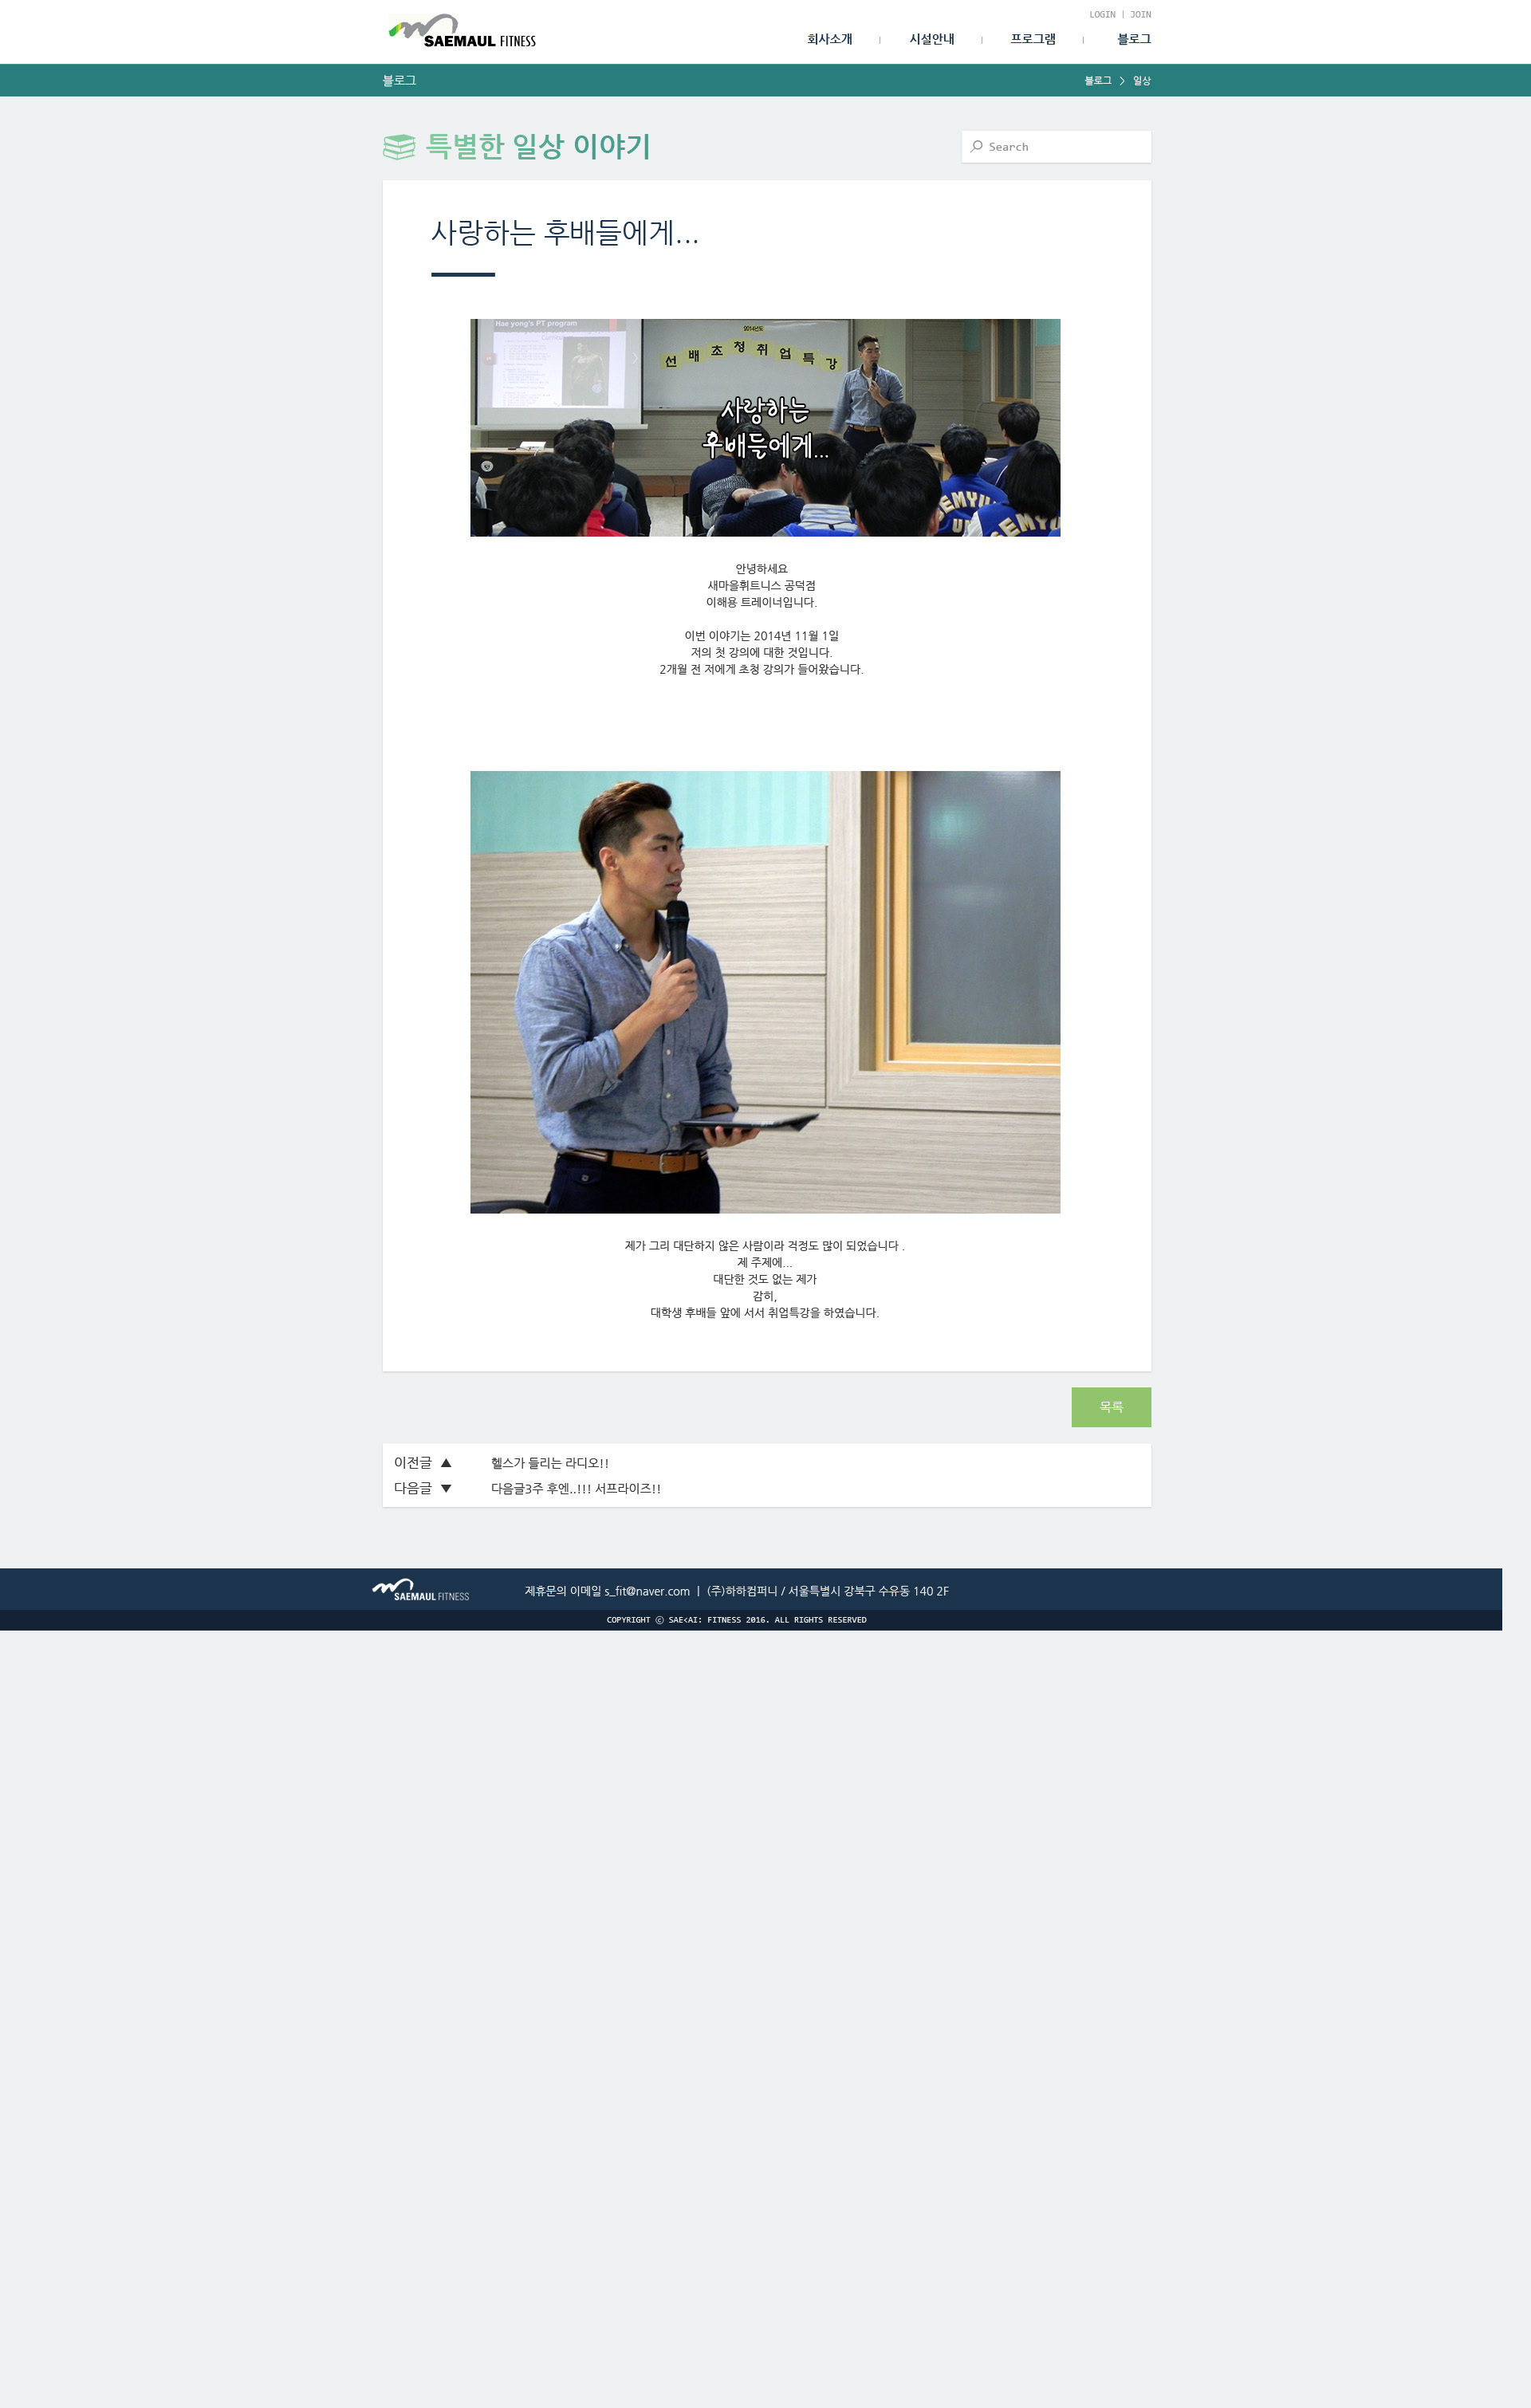 LOGIN | JOIN
SAEMAUL FITNESS
회사소개 | 시설안내 | 프로그램 | 블로그
블로그
블로그 > 일상
특별한 일상 이야기
Search
사랑하는 후배들에게...
Hae yong's PT program
2014년도
선배초청취업특강
사랑하는
후배들에게...
안녕하세요
새마을휘트니스 공덕점
이해용 트레이너입니다.
이번 이야기는 2014년 11월 1일
저의 첫 강의에 대한 것입니다.
2개월 전 저에게 초청 강의가 들어왔습니다.
제가 그리 대단하지 않은 사람이라 걱정도 많이 되었습니다 .
제 주제에...
대단한 것도 없는 제가
감히,
대학생 후배들 앞에 서서 취업특강을 하였습니다.
목록
이전글 ▲ 헬스가 들리는 라디오!!
다음글 ▼ 다음글3주 후엔..!!! 서프라이즈!!
SAEMAUL FITNESS
제휴문의 이메일 s_fit@naver.com | (주)하하컴퍼니 / 서울특별시 강북구 수유동 140 2F
COPYRIGHT ⓒ SAE<AI: FITNESS 2016. ALL RIGHTS RESERVED